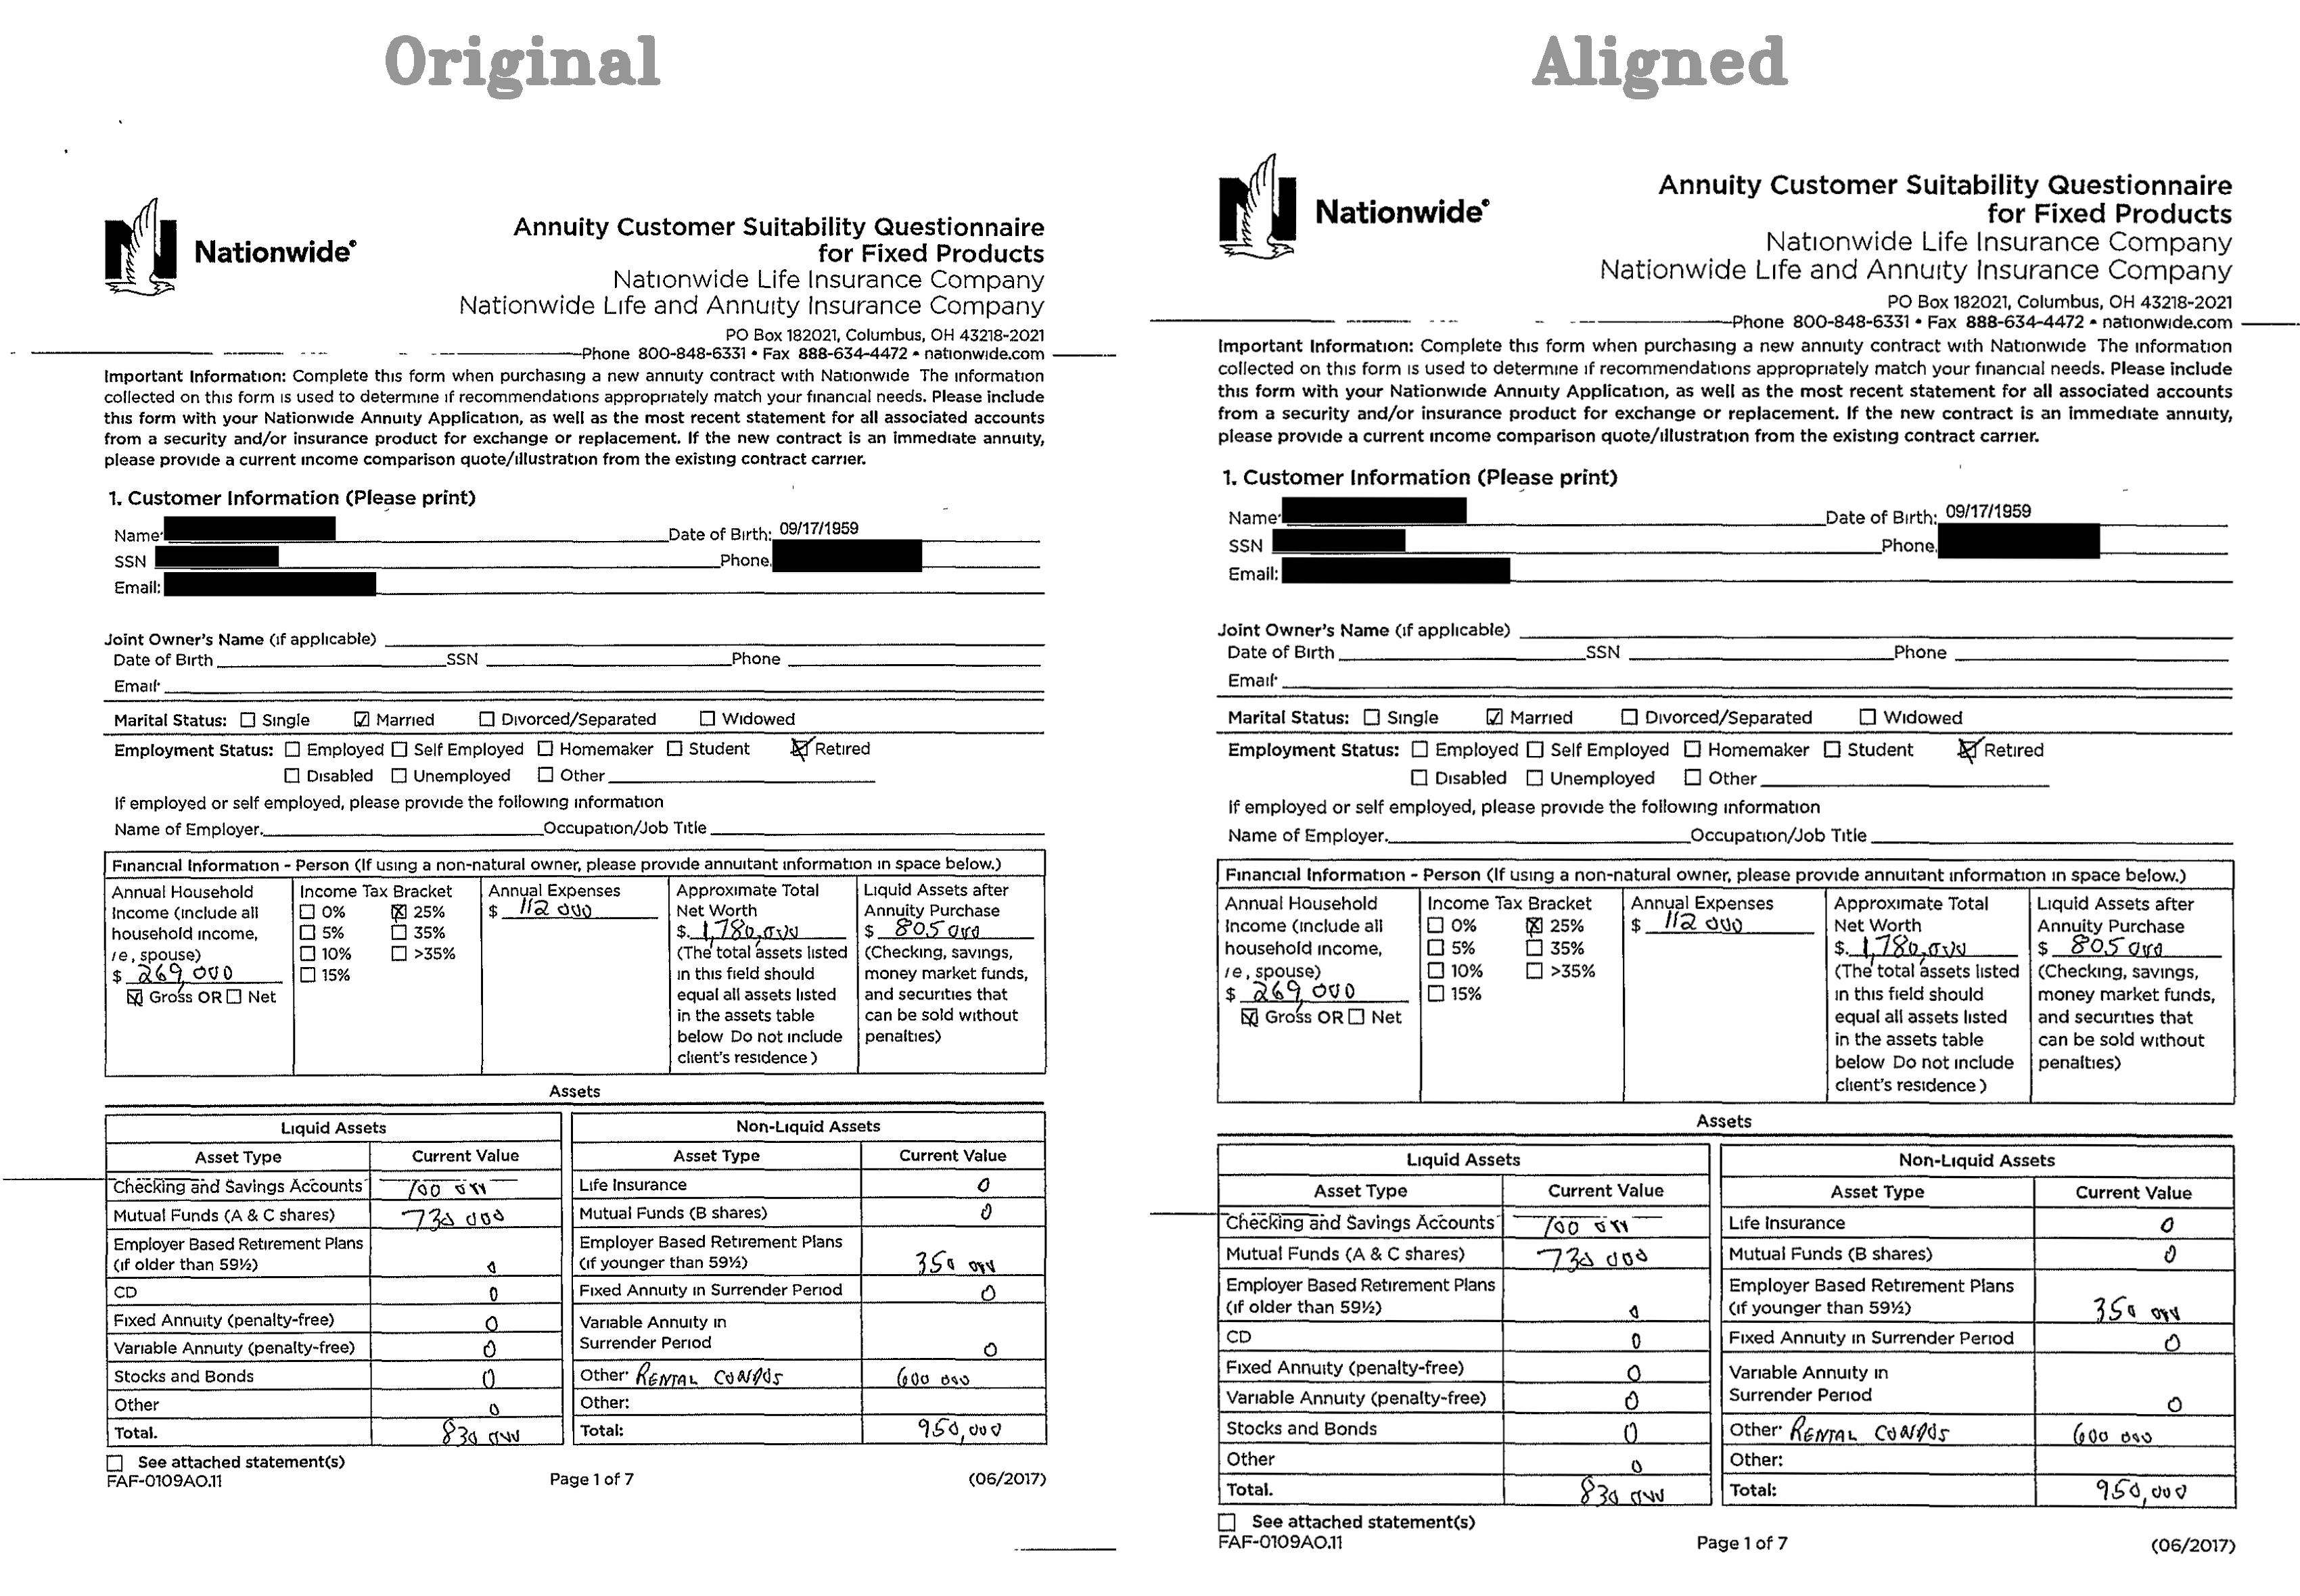 Original
Nationwide®
Annuity Customer Suitability Questionnaire
for Fixed Products
Nationwide Life Insurance Company
Nationwide Life and Annuity Insurance Company
PO Box 182021, Columbus, OH 43218-2021
Phone 800-848-6331 • Fax 888-634-4472 • nationwide.com
Important Information: Complete this form when purchasing a new annuity contract with Nationwide The information
collected on this form is used to determine if recommendations appropriately match your financial needs. Please include
this form with your Nationwide Annuity Application, as well as the most recent statement for all associated accounts
from a security and/or insurance product for exchange or replacement. If the new contract is an immediate annuity,
please provide a current income comparison quote/illustration from the existing contract carrier.
1. Customer Information (Please print)
Name: Date of Birth: 09/17/1959
SSN Phone.
Email:
Joint Owner's Name (if applicable)
Date of Birth SSN Phone
Email:
Marital Status: ☐ Single ☑ Married ☐ Divorced/Separated ☐ Widowed
Employment Status: ☐ Employed ☐ Self Employed ☐ Homemaker ☐ Student ☒ Retired
☐ Disabled ☐ Unemployed ☐ Other
If employed or self employed, please provide the following information
Name of Employer. Occupation/Job Title
Financial Information - Person (If using a non-natural owner, please provide annuitant information in space below.)
Annual Household
Income (include all
household income,
ie, spouse)
$ 269,000
☒ Gross OR ☐ Net
Income Tax Bracket
☐ 0% ☒ 25%
☐ 5% ☐ 35%
☐ 10% ☐ >35%
☐ 15%
Annual Expenses
$ 112 000
Approximate Total
Net Worth
$. 1,780,000
(The total assets listed
in this field should
equal all assets listed
in the assets table
below Do not include
client's residence)
Liquid Assets after
Annuity Purchase
$ 805 000
(Checking, savings,
money market funds,
and securities that
can be sold without
penalties)
Assets
Liquid Assets
Asset Type Current Value
Checking and Savings Accounts 100 000
Mutual Funds (A & C shares) 730 000
Employer Based Retirement Plans
(if older than 59½) 0
CD 0
Fixed Annuity (penalty-free) 0
Variable Annuity (penalty-free) 0
Stocks and Bonds 0
Other 0
Total. 830 000
Non-Liquid Assets
Asset Type Current Value
Life Insurance 0
Mutual Funds (B shares) 0
Employer Based Retirement Plans
(if younger than 59½) 350 000
Fixed Annuity in Surrender Period 0
Variable Annuity in
Surrender Period 0
Other: RENTAL CONDOS 600 000
Other:
Total: 950,000
☐ See attached statement(s)
FAF-0109AO.11 Page 1 of 7 (06/2017)
Aligned
Nationwide®
Annuity Customer Suitability Questionnaire
for Fixed Products
Nationwide Life Insurance Company
Nationwide Life and Annuity Insurance Company
PO Box 182021, Columbus, OH 43218-2021
Phone 800-848-6331 • Fax 888-634-4472 • nationwide.com
Important Information: Complete this form when purchasing a new annuity contract with Nationwide The information
collected on this form is used to determine if recommendations appropriately match your financial needs. Please include
this form with your Nationwide Annuity Application, as well as the most recent statement for all associated accounts
from a security and/or insurance product for exchange or replacement. If the new contract is an immediate annuity,
please provide a current income comparison quote/illustration from the existing contract carrier.
1. Customer Information (Please print)
Name: Date of Birth: 09/17/1959
SSN Phone.
Email:
Joint Owner's Name (if applicable)
Date of Birth SSN Phone
Email:
Marital Status: ☐ Single ☑ Married ☐ Divorced/Separated ☐ Widowed
Employment Status: ☐ Employed ☐ Self Employed ☐ Homemaker ☐ Student ☒ Retired
☐ Disabled ☐ Unemployed ☐ Other
If employed or self employed, please provide the following information
Name of Employer. Occupation/Job Title
Financial Information - Person (If using a non-natural owner, please provide annuitant information in space below.)
Annual Household
Income (include all
household income,
ie, spouse)
$ 269,000
☒ Gross OR ☐ Net
Income Tax Bracket
☐ 0% ☒ 25%
☐ 5% ☐ 35%
☐ 10% ☐ >35%
☐ 15%
Annual Expenses
$ 112 000
Approximate Total
Net Worth
$. 1,780,000
(The total assets listed
in this field should
equal all assets listed
in the assets table
below Do not include
client's residence)
Liquid Assets after
Annuity Purchase
$ 805 000
(Checking, savings,
money market funds,
and securities that
can be sold without
penalties)
Assets
Liquid Assets
Asset Type Current Value
Checking and Savings Accounts 100 000
Mutual Funds (A & C shares) 730 000
Employer Based Retirement Plans
(if older than 59½) 0
CD 0
Fixed Annuity (penalty-free) 0
Variable Annuity (penalty-free) 0
Stocks and Bonds 0
Other 0
Total. 830 000
Non-Liquid Assets
Asset Type Current Value
Life Insurance 0
Mutual Funds (B shares) 0
Employer Based Retirement Plans
(if younger than 59½) 350 000
Fixed Annuity in Surrender Period 0
Variable Annuity in
Surrender Period 0
Other: RENTAL CONDOS 600 000
Other:
Total: 950,000
☐ See attached statement(s)
FAF-0109AO.11 Page 1 of 7 (06/2017)